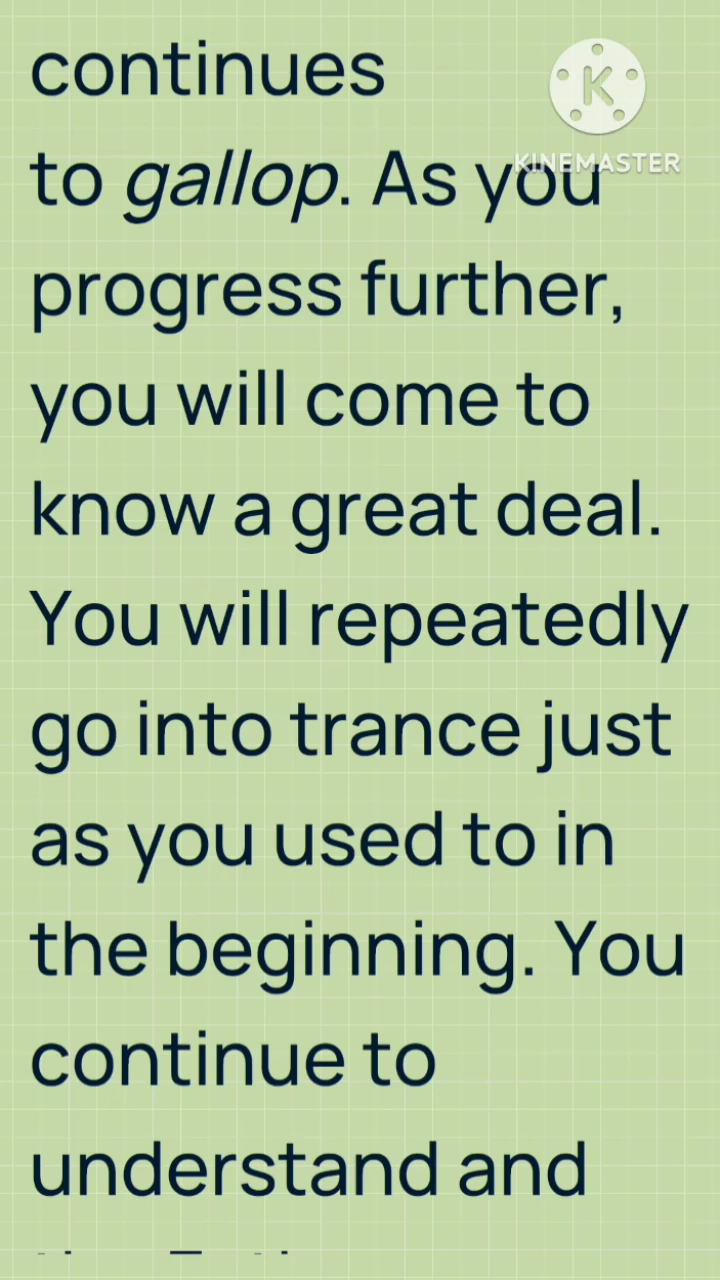 continues
KINEMASTER
to gallop. As you
progress further,
you will come to
know a great deal.
You will repeatedly
go into trance just
as you used to in
the beginning. You
continue to
understand and